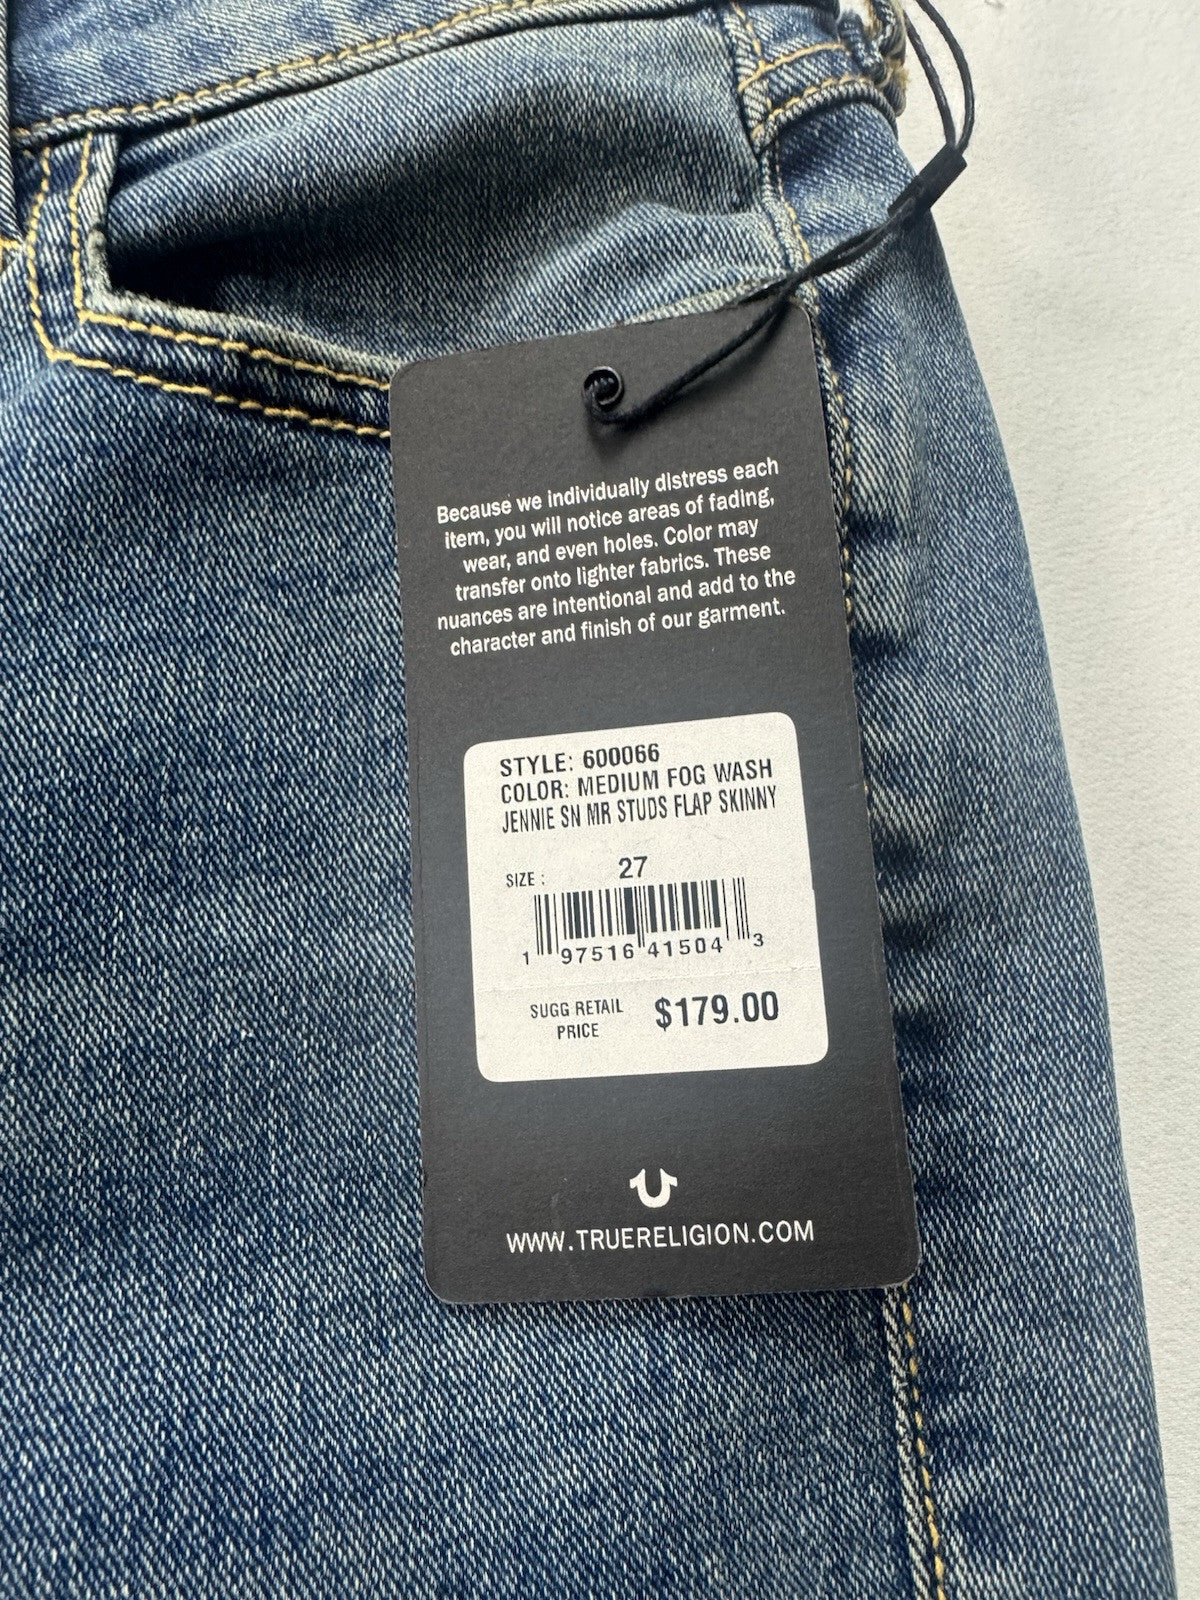 Because we individually distress each
item, you will notice areas of fading,
wear, and even holes. Color may
transfer onto lighter fabrics. These
nuances are intentional and add to the
character and finish of our garment.
STYLE: 600066
COLOR: MEDIUM FOG WASH
JENNIE SN MR STUDS FLAP SKINNY
SIZE : 27
1 97516 41504 3
SUGG RETAIL PRICE $179.00
WWW.TRUERELIGION.COM